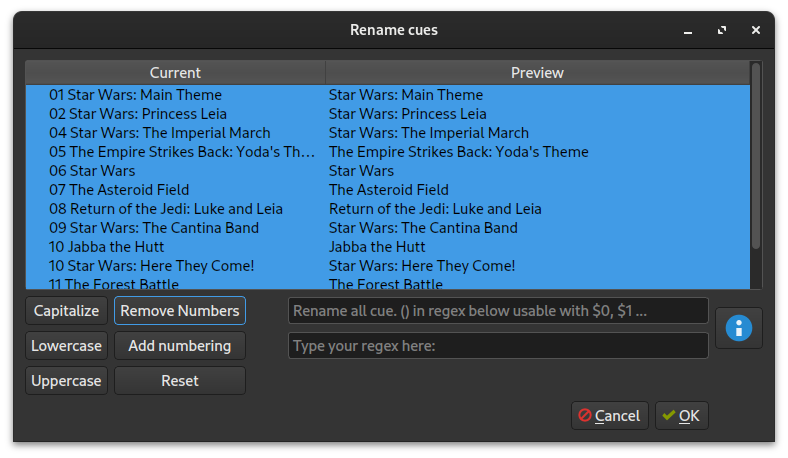 Rename cues
Current Preview
01 Star Wars: Main Theme Star Wars: Main Theme
02 Star Wars: Princess Leia Star Wars: Princess Leia
04 Star Wars: The Imperial March Star Wars: The Imperial March
05 The Empire Strikes Back: Yoda's Th... The Empire Strikes Back: Yoda's Theme
06 Star Wars Star Wars
07 The Asteroid Field The Asteroid Field
08 Return of the Jedi: Luke and Leia Return of the Jedi: Luke and Leia
09 Star Wars: The Cantina Band Star Wars: The Cantina Band
10 Jabba the Hutt Jabba the Hutt
10 Star Wars: Here They Come! Star Wars: Here They Come!
11 The Forest Battle The Forest Battle
Capitalize Remove Numbers Rename all cue. () in regex below usable with $0, $1 ...
Lowercase Add numbering Type your regex here:
Uppercase Reset
Cancel OK